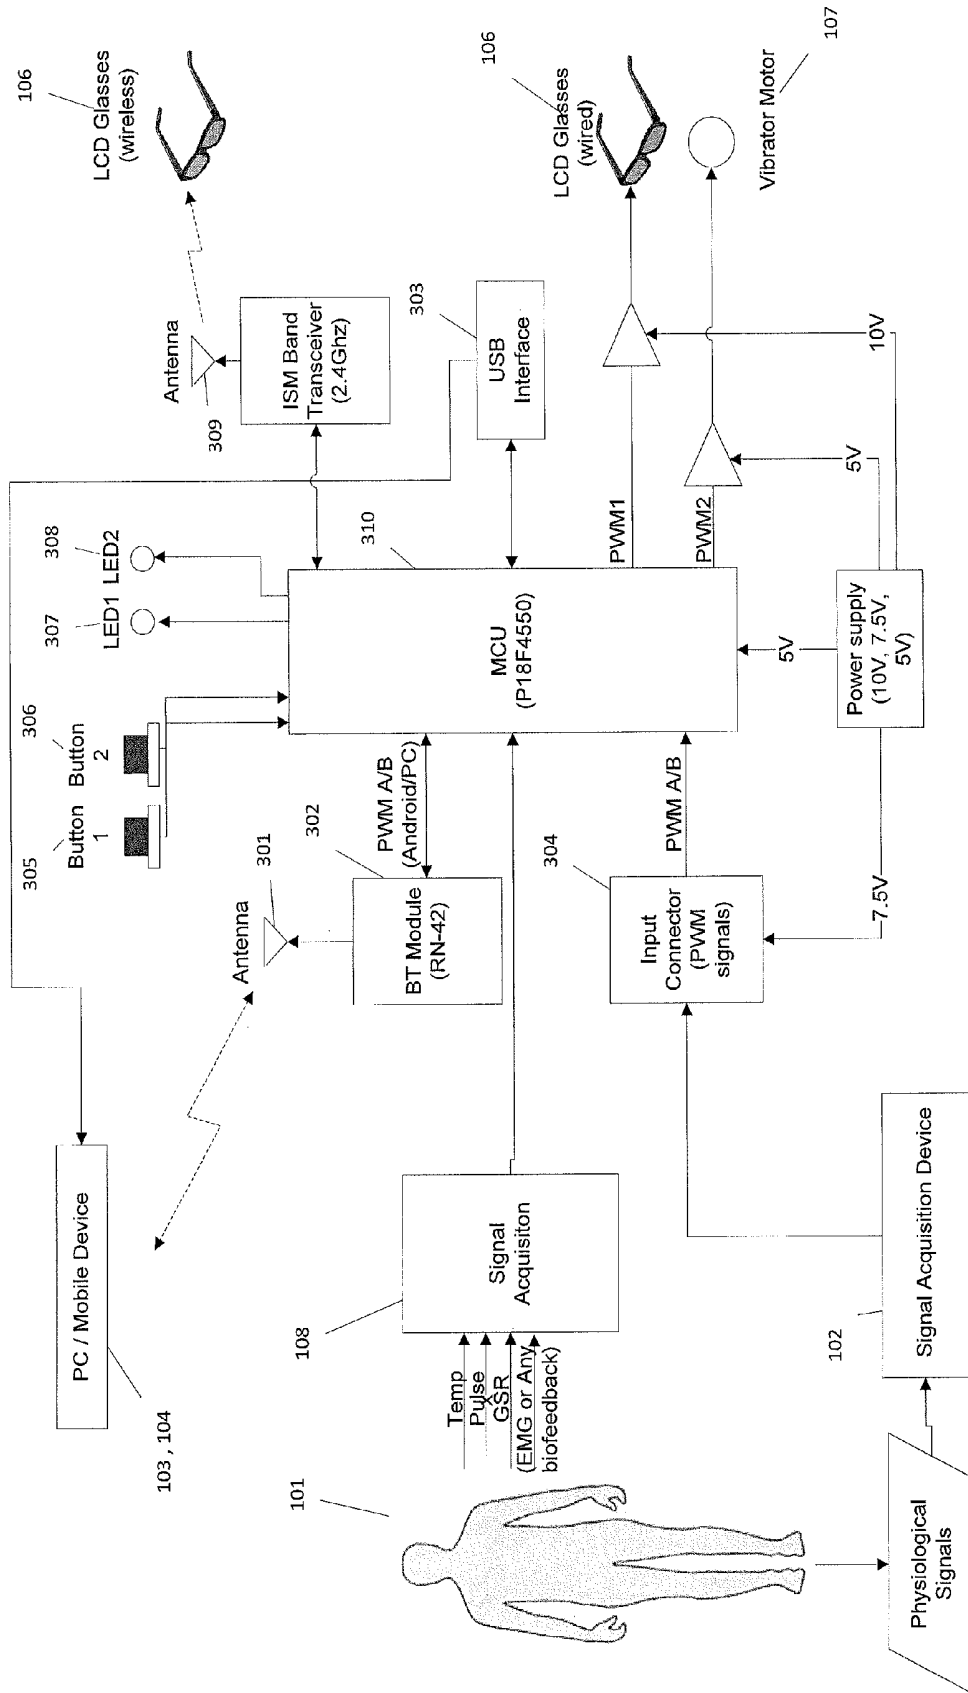 103 , 104
PC / Mobile Device
305
Button
1
306
Button
2
307
LED1
308
LED2
106
LCD Glasses
(wireless)
Antenna
301
Antenna
309
302
BT Module
(RN-42)
PWM A/B
(Android/PC)
310
ISM Band
Transceiver
(2.4Ghz)
303
USB
Interface
101
108
Temp
Pulse
GSR
(EMG or Any
biofeedback)
Signal
Acquisiton
MCU
(P18F4550)
106
LCD Glasses
(wired)
304
Input
Connector
(PWM
signals)
PWM A/B
PWM1
PWM2
107
Vibrator Motor
5V
5V
10V
7.5V
Power supply
(10V, 7.5V,
5V)
102
Signal Acquisition Device
Physiological
Signals